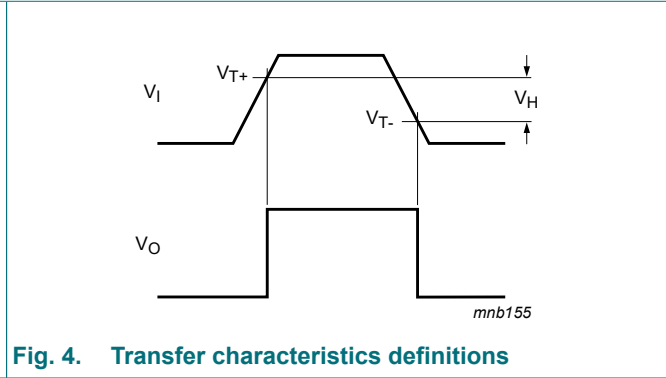 VT+
VI
VH
VT-
VO
mnb155
Fig. 4. Transfer characteristics definitions